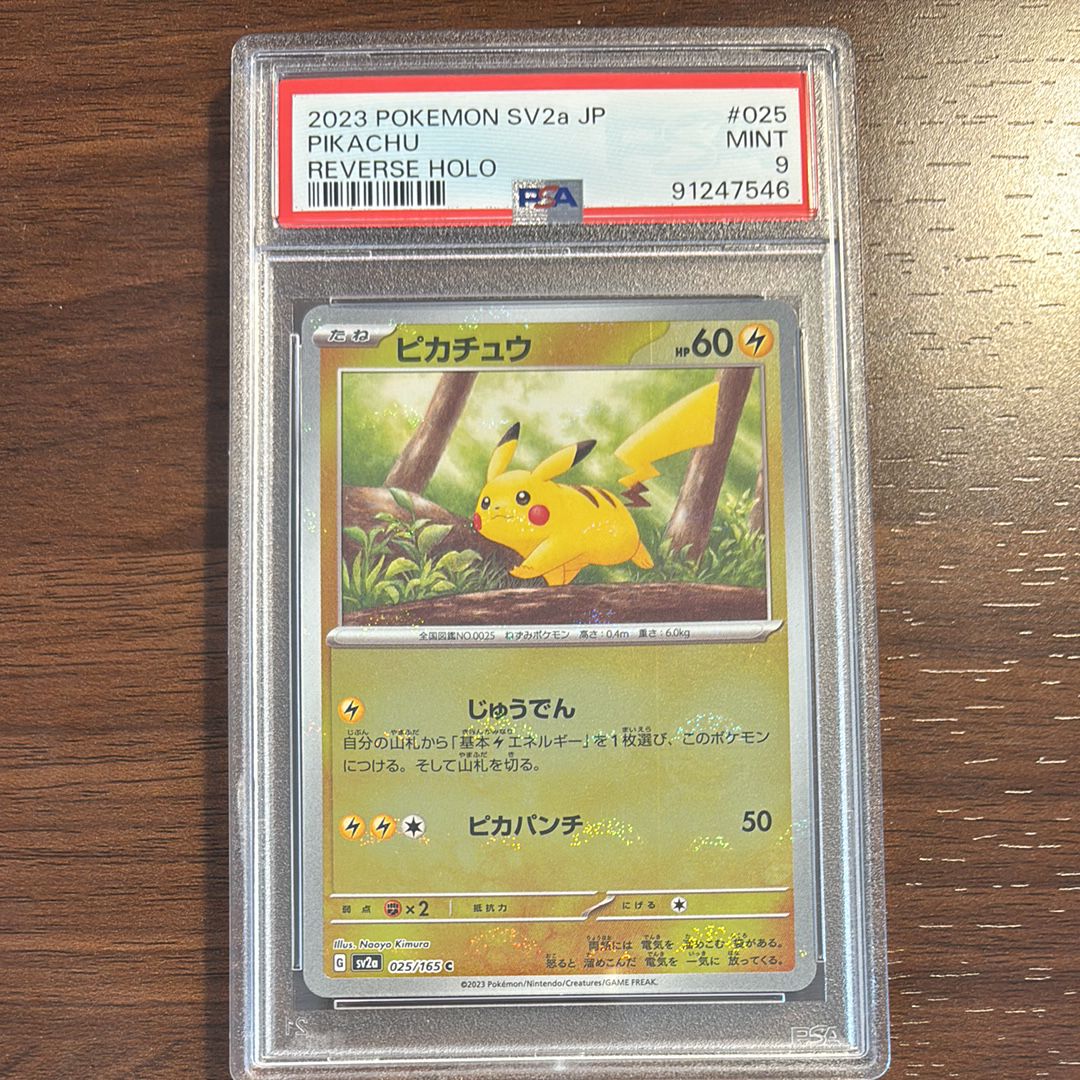 2023 POKEMON SV2a JP #025
PIKACHU MINT
REVERSE HOLO 9
PSA 91247546
たね ピカチュウ HP60
全国図鑑NO.0025 ねずみポケモン 高さ:0.4m 重さ:6.0kg
じゅうでん
自分の山札から「基本エネルギー」を1枚選び、このポケモン
につける。そして山札を切る。
ピカパンチ 50
弱点 ×2 抵抗力 にげる
Illus. Naoyo Kimura
両頬には 電気を 溜めこむ 袋がある。
怒ると 溜めこんだ 電気を 一気に 放ってくる。
G sv2a 025/165 C
©2023 Pokémon/Nintendo/Creatures/GAME FREAK.
PSA